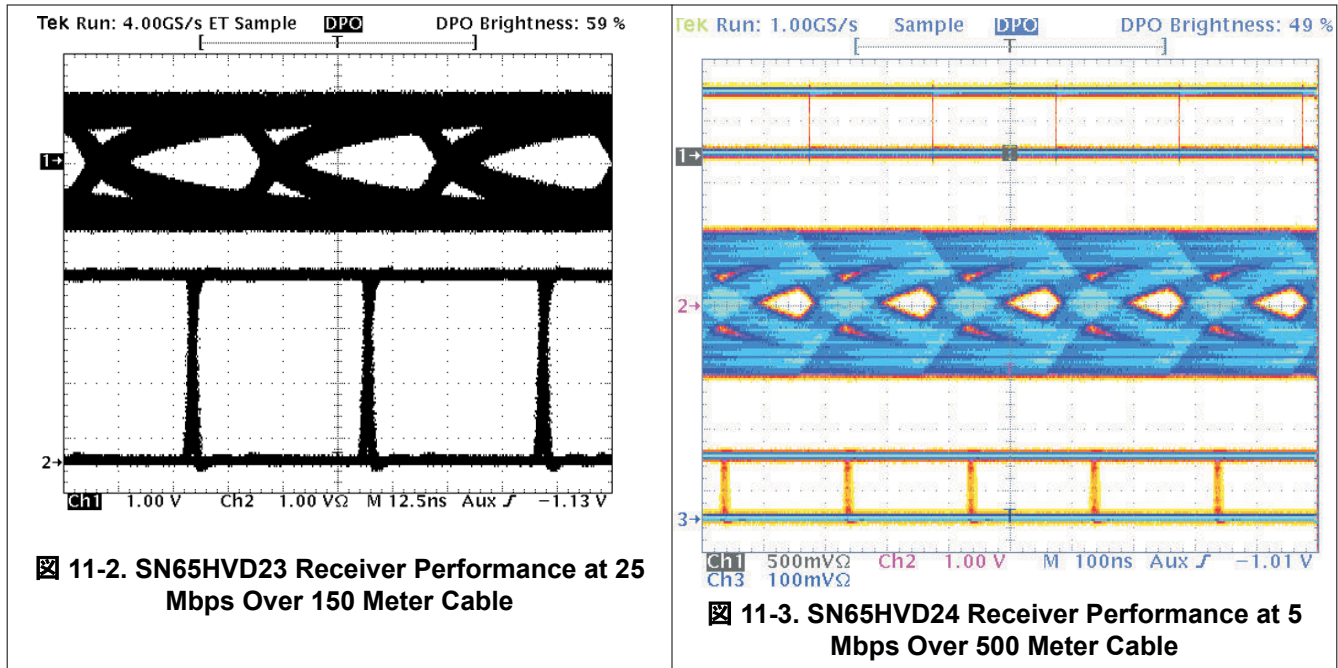 Tek Run: 4.00GS/s ET Sample DPO DPO Brightness: 59 %
[ T ]
1→
2→
Ch1 1.00 V Ch2 1.00 VΩ M 12.5ns Aux ʃ −1.13 V
図 11-2. SN65HVD23 Receiver Performance at 25
Mbps Over 150 Meter Cable
Tek Run: 1.00GS/s Sample DPO DPO Brightness: 49 %
[ T ]
1→
2→
3→
Ch1 500mVΩ Ch2 1.00 V M 100ns Aux ʃ −1.01 V
Ch3 100mVΩ
図 11-3. SN65HVD24 Receiver Performance at 5
Mbps Over 500 Meter Cable